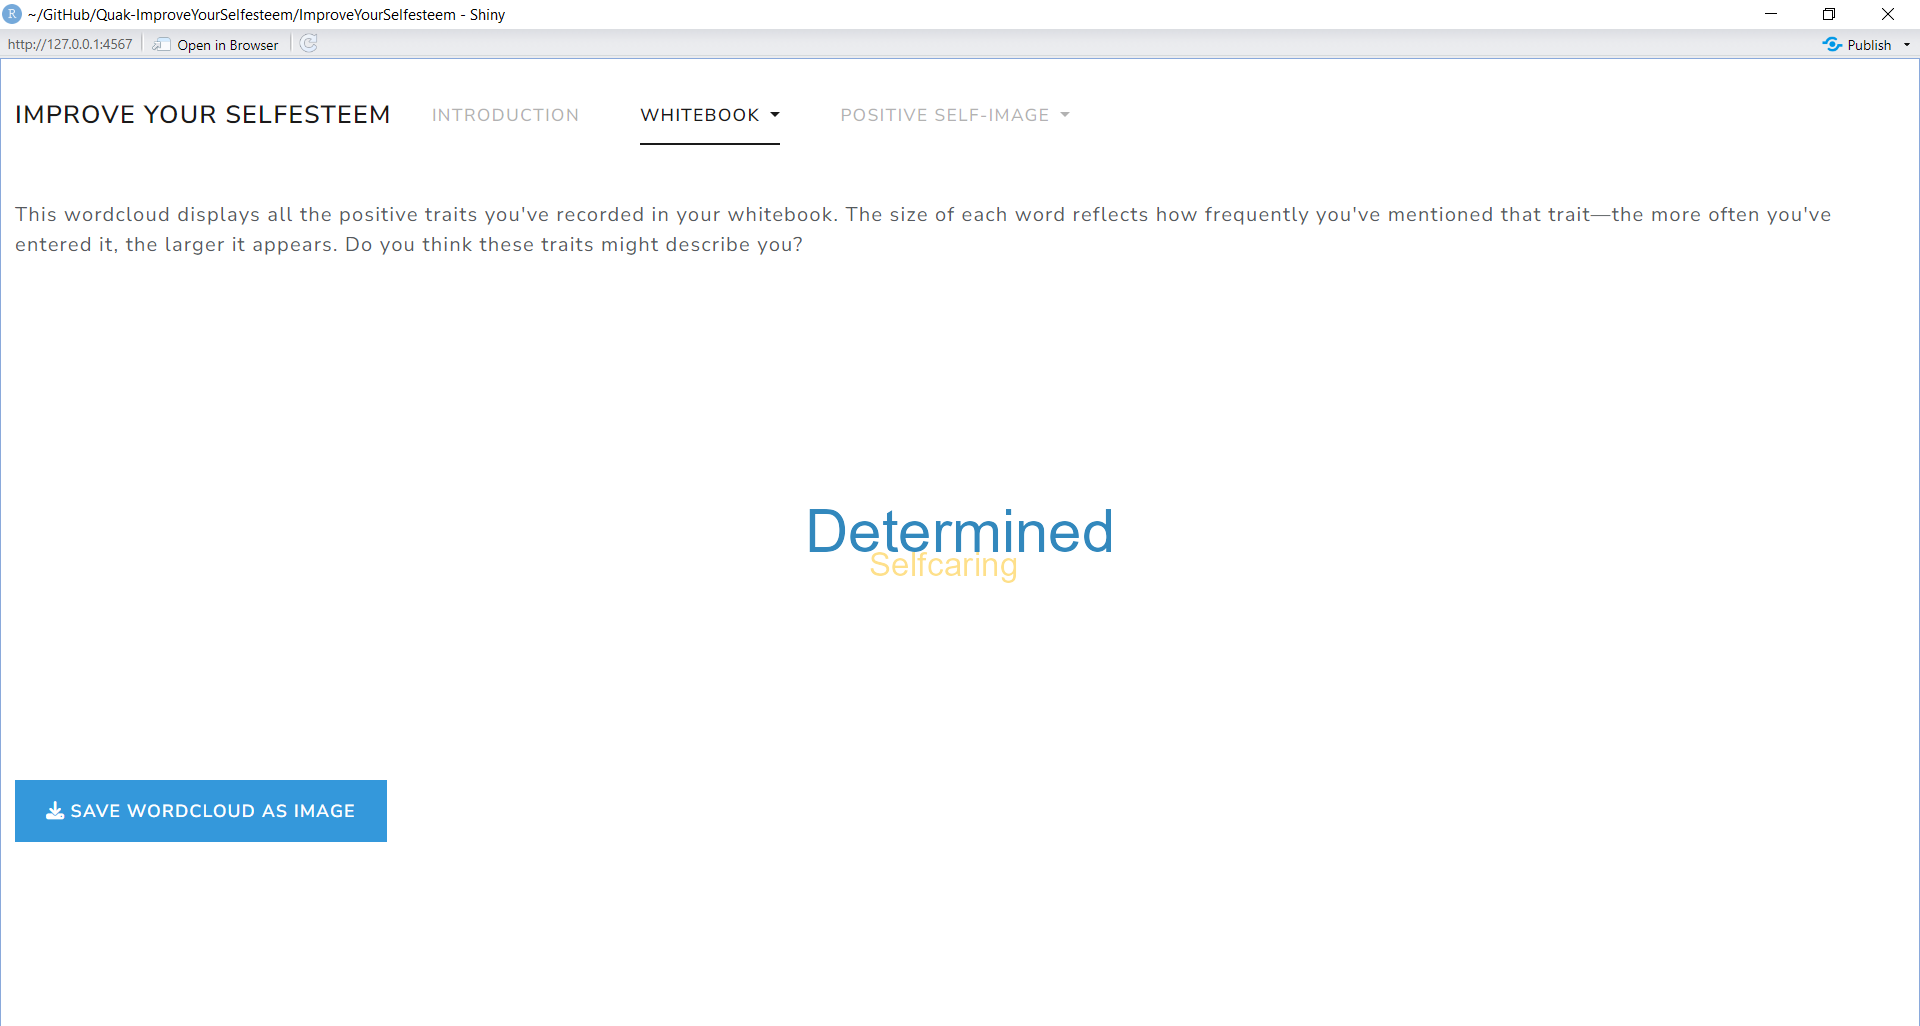 R ~/GitHub/Quak-ImproveYourSelfesteem/ImproveYourSelfesteem - Shiny
http://127.0.0.1:4567 Open in Browser Publish
IMPROVE YOUR SELFESTEEM INTRODUCTION WHITEBOOK POSITIVE SELF-IMAGE
This wordcloud displays all the positive traits you've recorded in your whitebook. The size of each word reflects how frequently you've mentioned that trait—the more often you've
entered it, the larger it appears. Do you think these traits might describe you?
Determined
Selfcaring
SAVE WORDCLOUD AS IMAGE